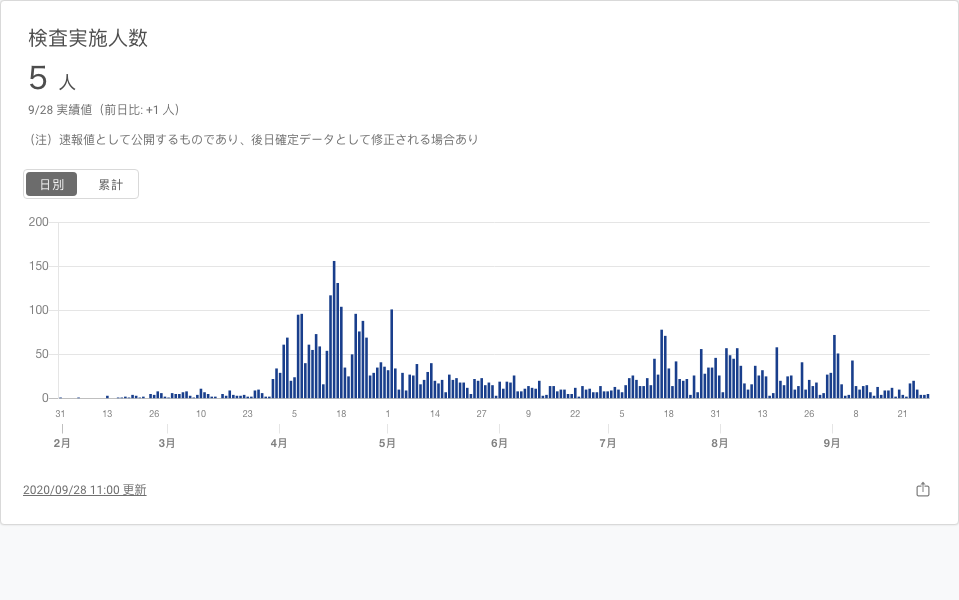 検査実施人数
5 人
9/28 実績値（前日比: +1 人）
（注）速報値として公開するものであり、後日確定データとして修正される場合あり
日別 累計
200
150
100
50
0
31 13 26 10 23 5 18 1 14 27 9 22 5 18 31 13 26 8 21
2月 3月 4月 5月 6月 7月 8月 9月
2020/09/28 11:00 更新